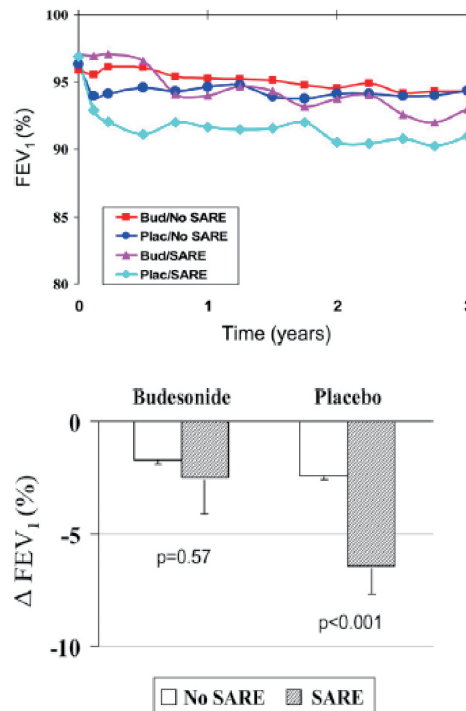 100
95
90
85
80
FEV1 (%)
Bud/No SARE
Plac/No SARE
Bud/SARE
Plac/SARE
0 1 2 3
Time (years)
Budesonide Placebo
0
-5
-10
Δ FEV1 (%)
p=0.57
p<0.001
No SARE SARE